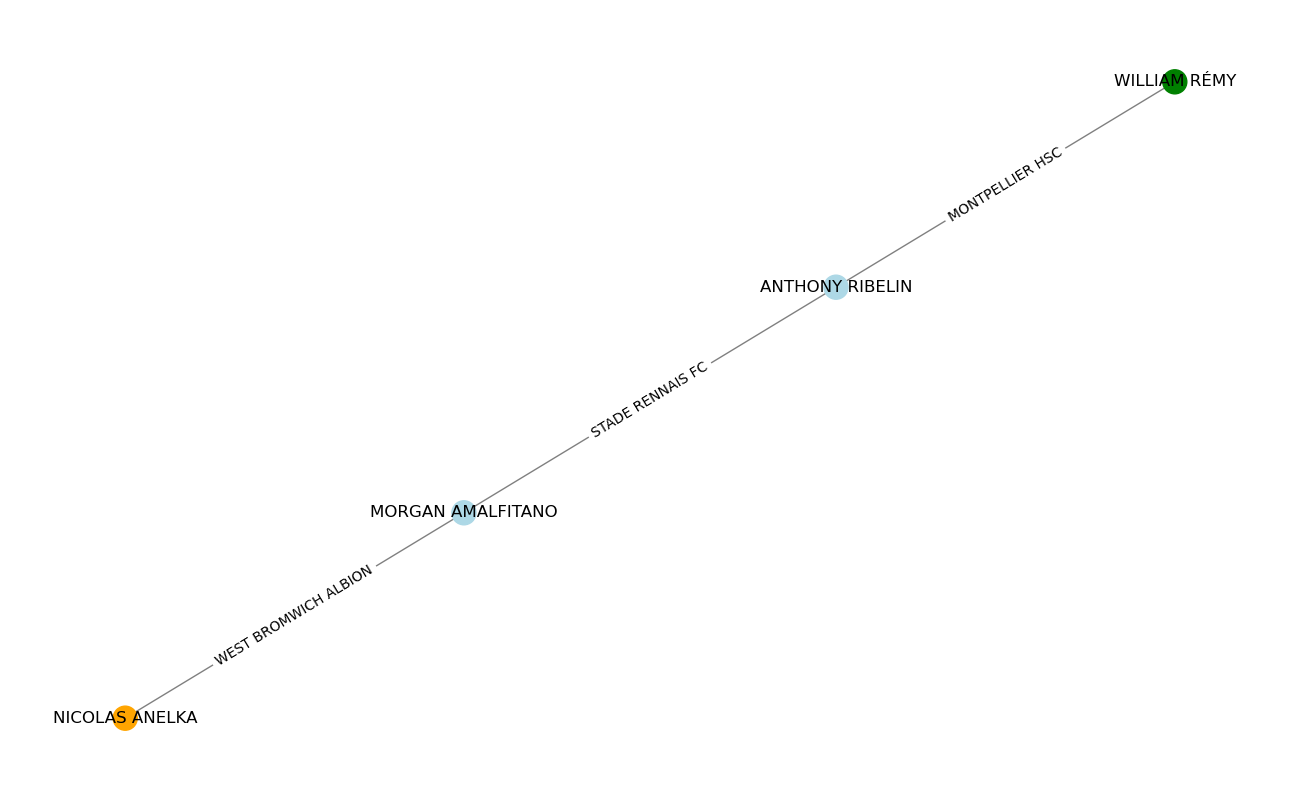 WILLIAM RÉMY
MONTPELLIER HSC
ANTHONY RIBELIN
STADE RENNAIS FC
MORGAN AMALFITANO
WEST BROMWICH ALBION
NICOLAS ANELKA